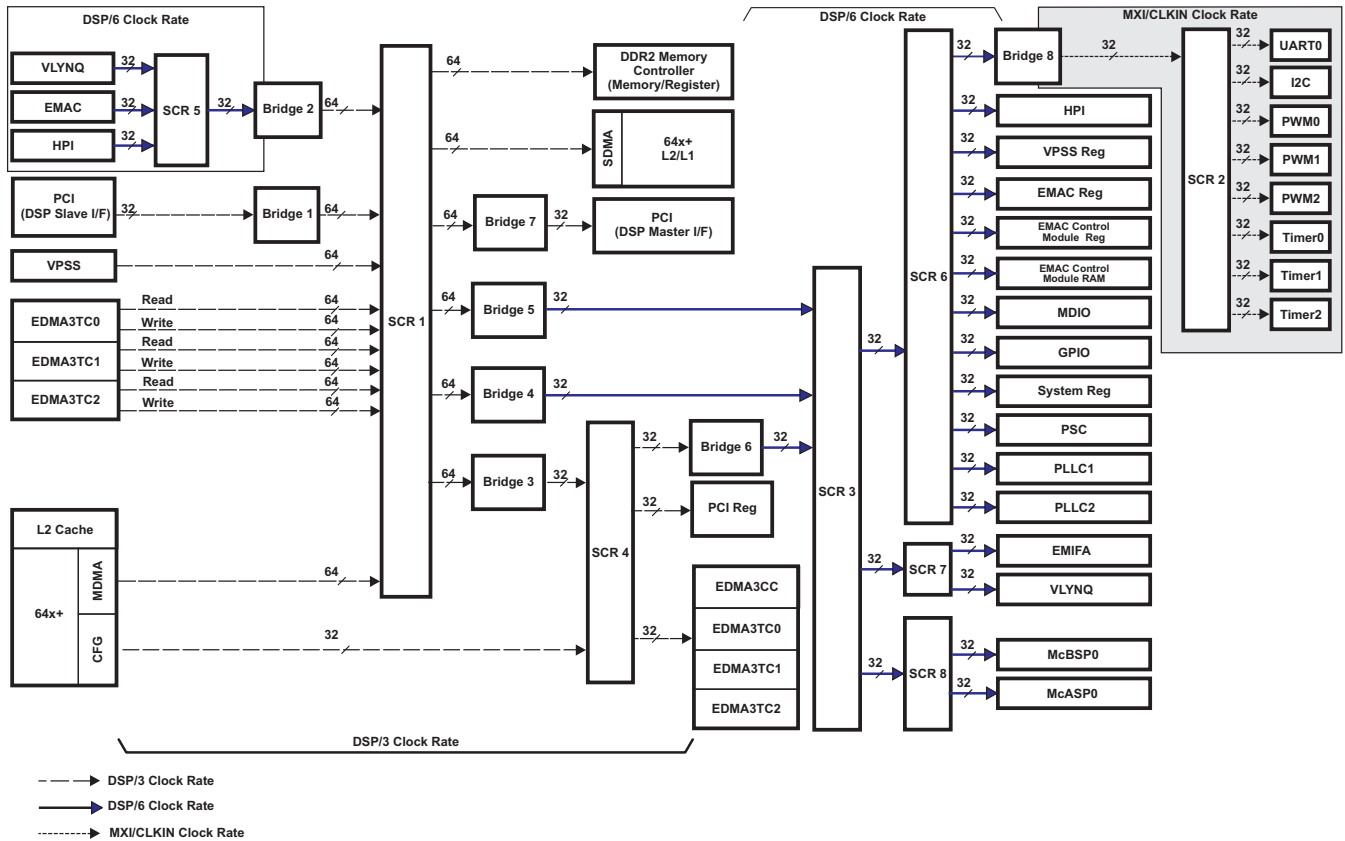 DSP/6 Clock Rate
VLYNQ
32
EMAC
32
HPI
32
SCR 5
32
Bridge 2
64
PCI
(DSP Slave I/F)
32
Bridge 1
64
VPSS
64
EDMA3TC0
EDMA3TC1
EDMA3TC2
Read
64
Write
64
Read
64
Write
64
Read
64
Write
64
L2 Cache
64x+
MDMA
CFG
64
32
SCR 1
64
DDR2 Memory
Controller
(Memory/Register)
64
SDMA
64x+
L2/L1
64
Bridge 7
32
PCI
(DSP Master I/F)
64
Bridge 5
32
64
Bridge 4
32
64
Bridge 3
32
SCR 4
32
Bridge 6
32
32
PCI Reg
32
EDMA3CC
EDMA3TC0
EDMA3TC1
EDMA3TC2
DSP/3 Clock Rate
SCR 3
32
32
32
DSP/6 Clock Rate
SCR 6
32
Bridge 8
32
32
HPI
32
VPSS Reg
32
EMAC Reg
32
EMAC Control
Module Reg
32
EMAC Control
Module RAM
32
MDIO
32
GPIO
32
System Reg
32
PSC
32
PLLC1
32
PLLC2
SCR 7
32
EMIFA
32
VLYNQ
SCR 8
32
McBSP0
32
McASP0
MXI/CLKIN Clock Rate
SCR 2
32
UART0
32
I2C
32
PWM0
32
PWM1
32
PWM2
32
Timer0
32
Timer1
32
Timer2
DSP/3 Clock Rate
DSP/6 Clock Rate
MXI/CLKIN Clock Rate